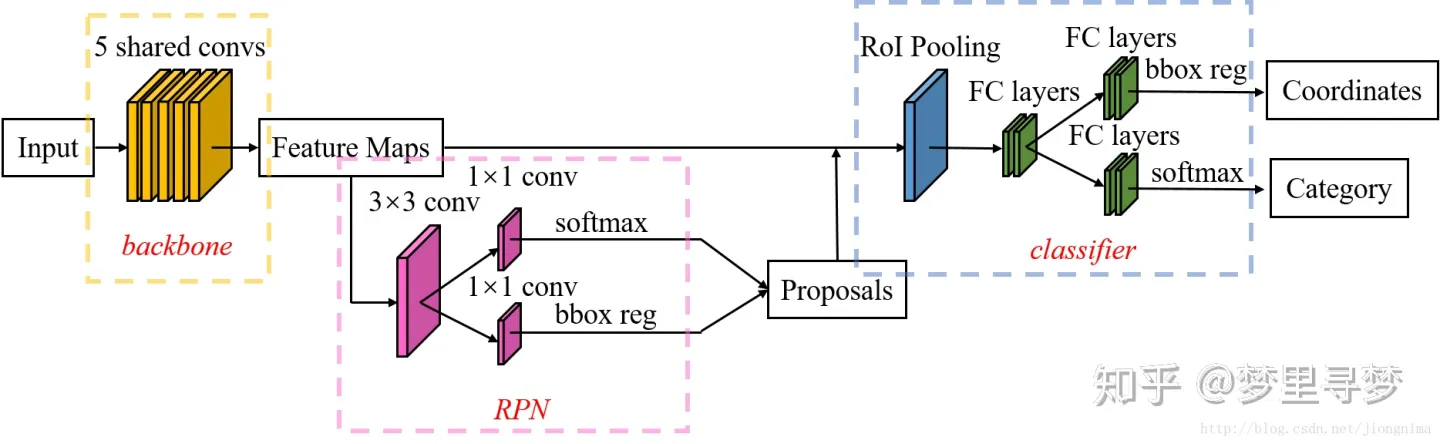 5 shared convs
Input
backbone
Feature Maps
3×3 conv
1×1 conv
softmax
1×1 conv
bbox reg
RPN
Proposals
RoI Pooling
FC layers
FC layers
bbox reg
FC layers
softmax
classifier
Coordinates
Category
知乎 @梦里寻梦
http://blog.csdn.net/jiongnima